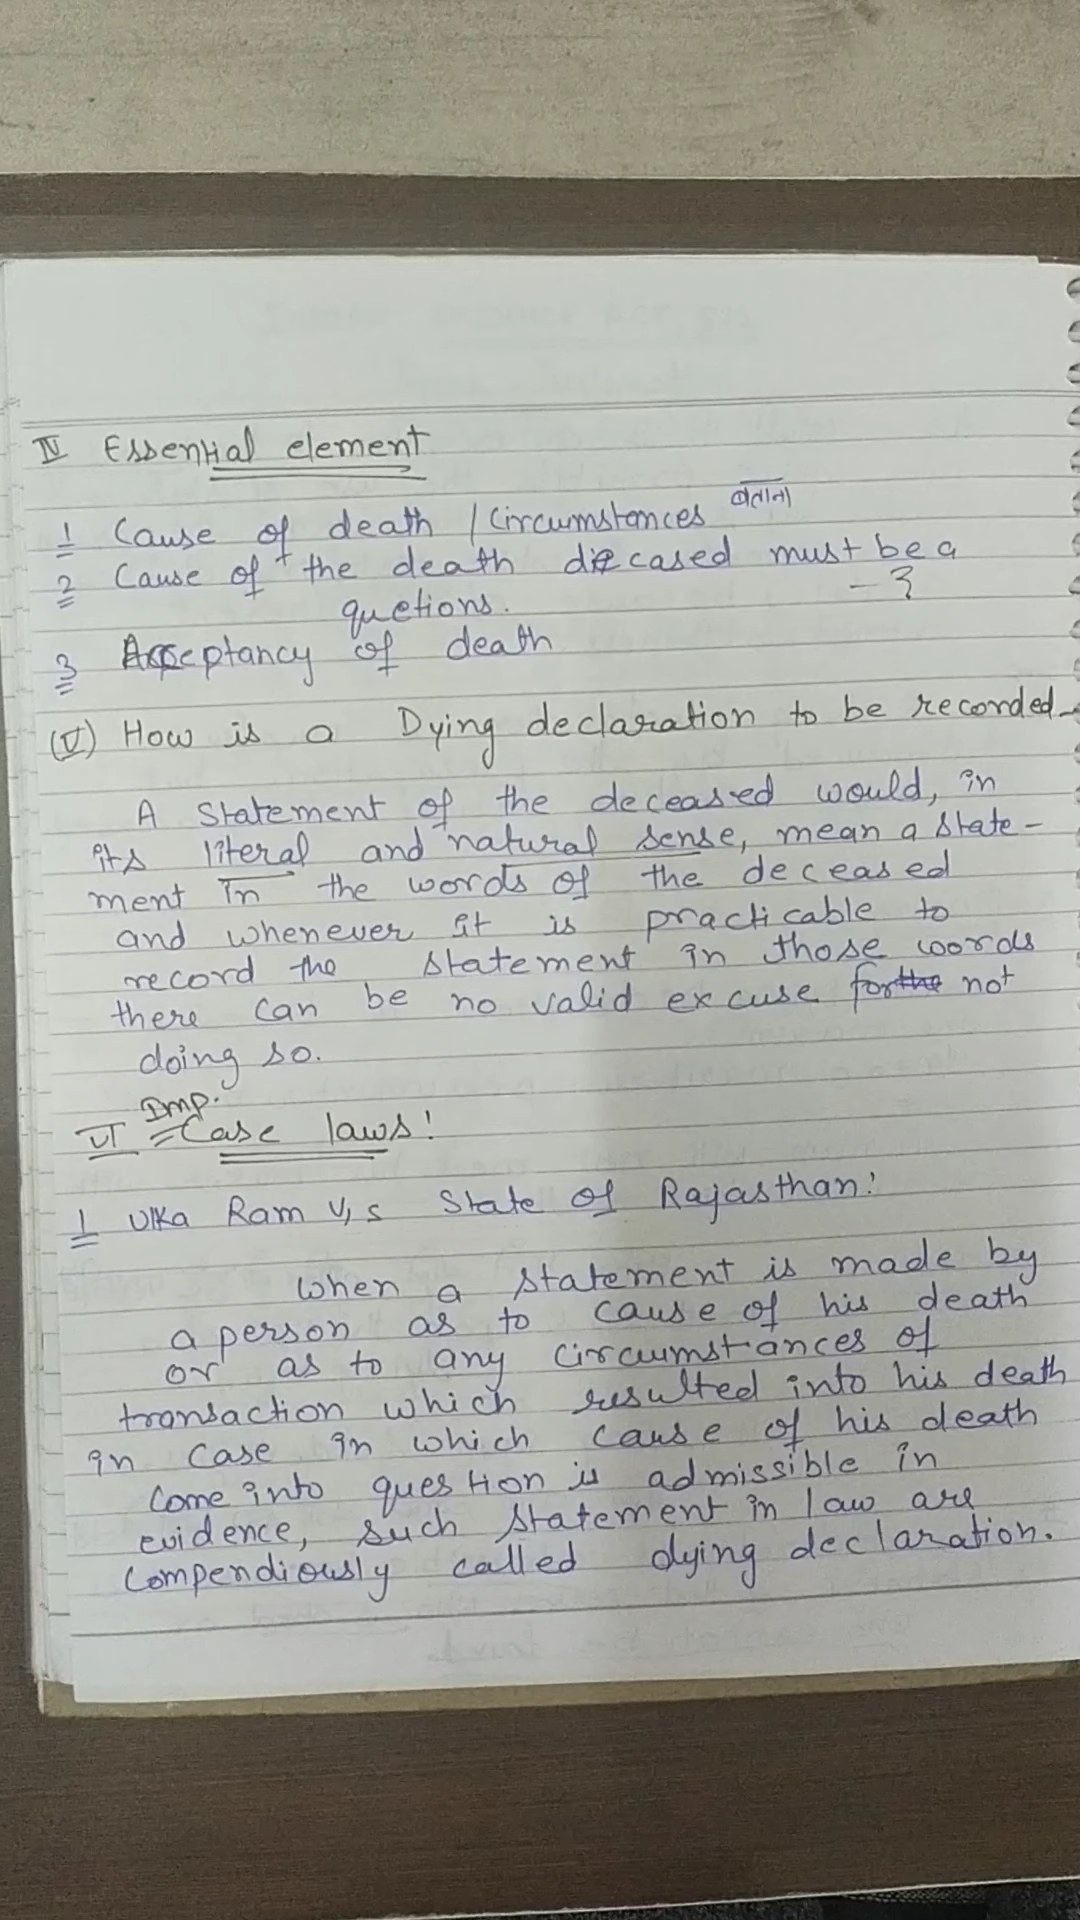 IV Essential element
1 Cause of death / Circumstances बताना
2 Cause of the death dicased must be a
quetions. - ?
3 Acceptancy of death
(V) How is a Dying declaration to be recorded-
A Statement of the deceased would, in
its literal and natural sense, mean a state-
ment in the words of the deceased
and whenever it is practicable to
record the statement in those words
there can be no valid excuse for the not
doing so.
Imp.
VI Case laws!
1 Ulka Ram V,s State of Rajasthan:
When a statement is made by
a person as to cause of his death
or as to any circumstances of
transaction which resulted into his death
in case in which cause of his death
Come into question is admissible in
evidence, such statement in law are
Compendiously called dying declaration.